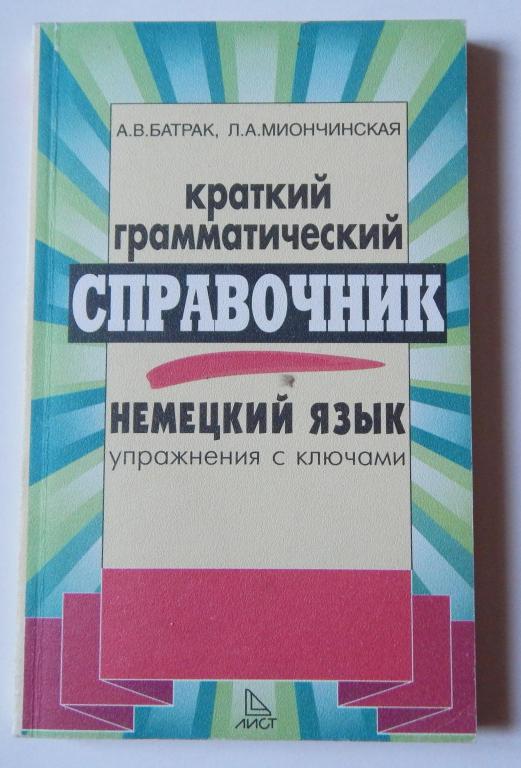 А.В.БАТРАК, Л.А.МИОНЧИНСКАЯ
КРАТКИЙ
ГРАММАТИЧЕСКИЙ
СПРАВОЧНИК
НЕМЕЦКИЙ ЯЗЫК
упражнения с ключами
ЛИСТ